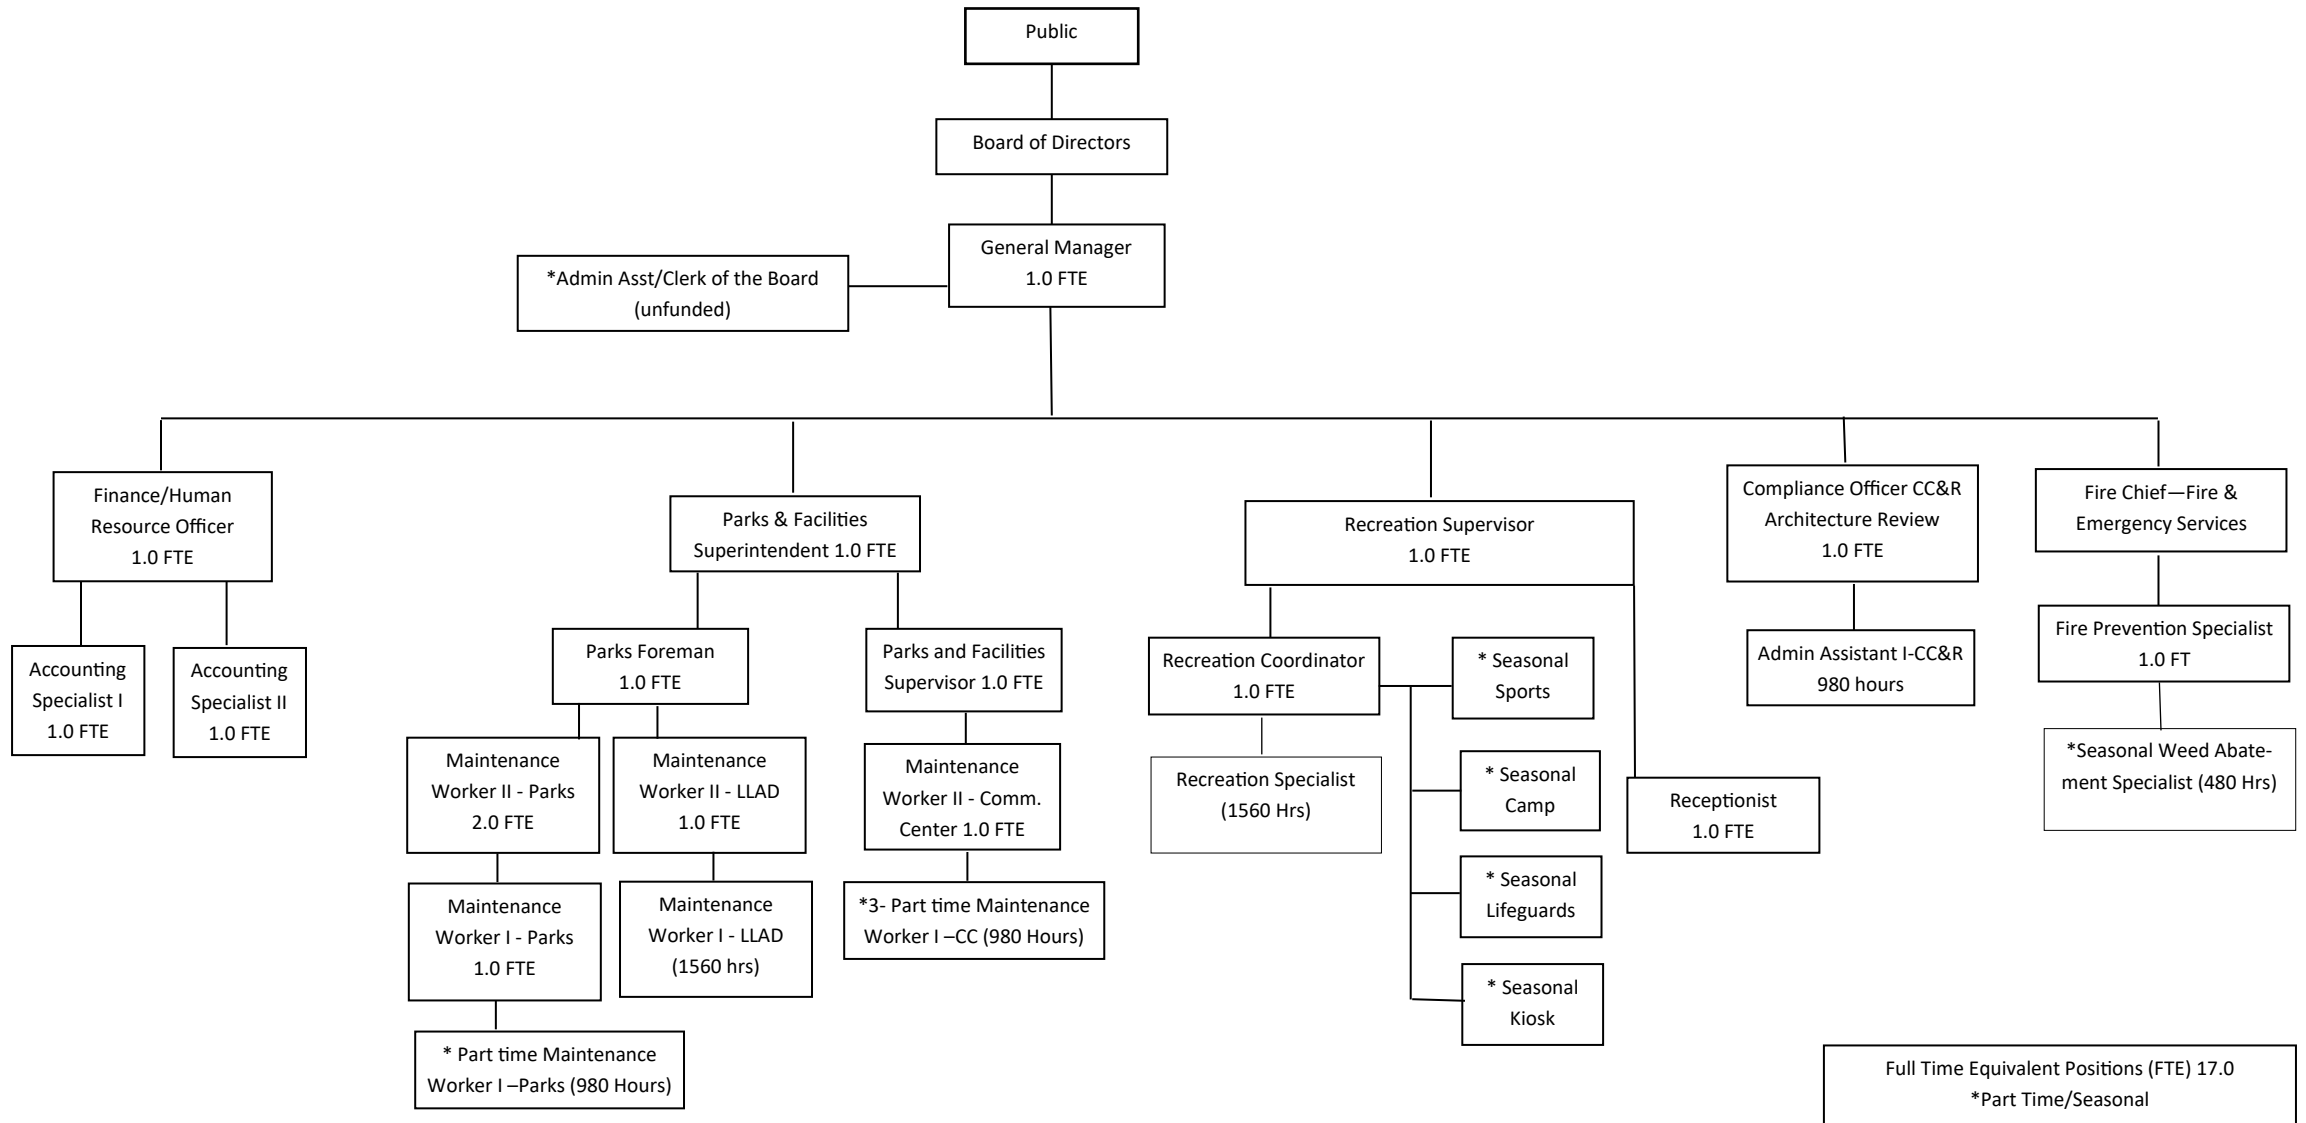 Public
Board of Directors
General Manager
1.0 FTE
*Admin Asst/Clerk of the Board
(unfunded)
Finance/Human
Resource Officer
1.0 FTE
Accounting
Specialist I
1.0 FTE
Accounting
Specialist II
1.0 FTE
Parks & Facilities
Superintendent 1.0 FTE
Parks Foreman
1.0 FTE
Maintenance
Worker II - Parks
2.0 FTE
Maintenance
Worker I - Parks
1.0 FTE
* Part time Maintenance
Worker I –Parks (980 Hours)
Maintenance
Worker II - LLAD
1.0 FTE
Maintenance
Worker I - LLAD
(1560 hrs)
Parks and Facilities
Supervisor 1.0 FTE
Maintenance
Worker II - Comm.
Center 1.0 FTE
*3- Part time Maintenance
Worker I –CC (980 Hours)
Recreation Supervisor
1.0 FTE
Recreation Coordinator
1.0 FTE
Recreation Specialist
(1560 Hrs)
* Seasonal
Sports
* Seasonal
Camp
* Seasonal
Lifeguards
* Seasonal
Kiosk
Receptionist
1.0 FTE
Compliance Officer CC&R
Architecture Review
1.0 FTE
Admin Assistant I-CC&R
980 hours
Fire Chief—Fire &
Emergency Services
Fire Prevention Specialist
1.0 FT
*Seasonal Weed Abate-
ment Specialist (480 Hrs)
Full Time Equivalent Positions (FTE) 17.0
*Part Time/Seasonal